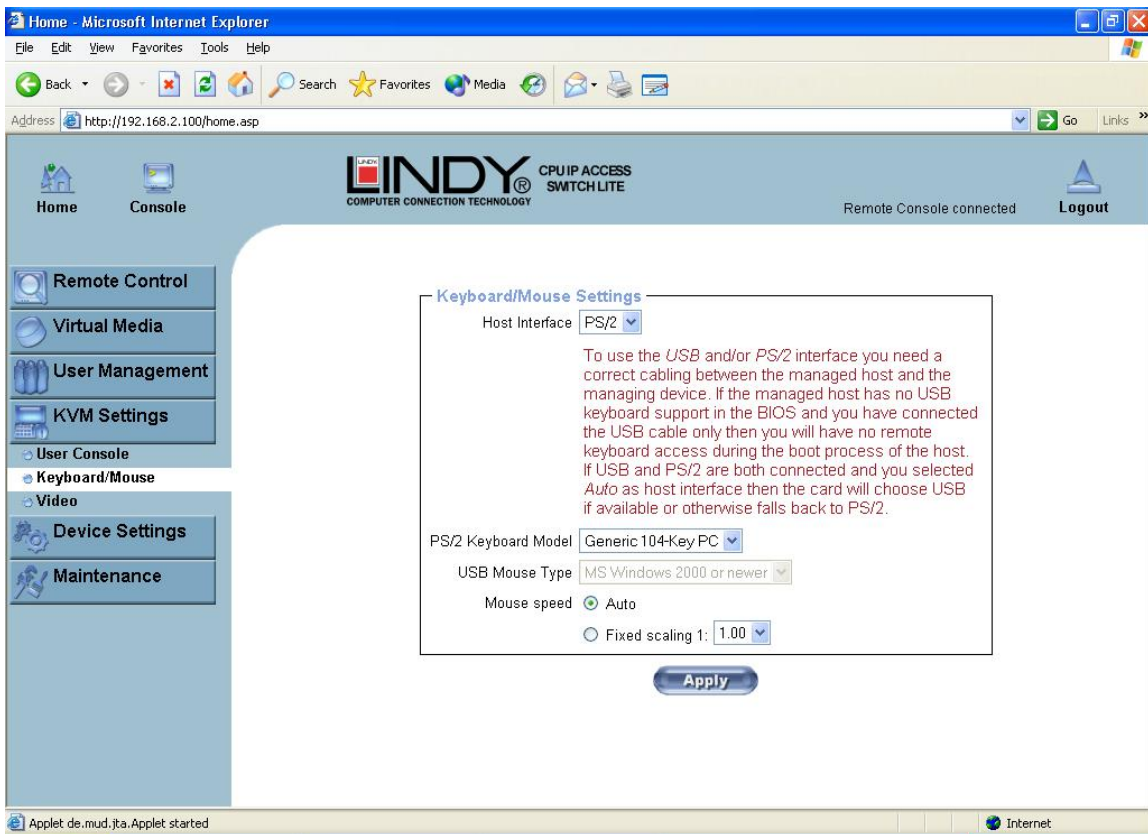 Home - Microsoft Internet Explorer
File Edit View Favorites Tools Help
Back Search Favorites Media
Address http://192.168.2.100/home.asp Go Links »
Home Console
LINDY
LINDY ®
COMPUTER CONNECTION TECHNOLOGY
CPU IP ACCESS
SWITCH LITE
Remote Console connected
Logout
Remote Control
Virtual Media
User Management
KVM Settings
User Console
Keyboard/Mouse
Video
Device Settings
Maintenance
Keyboard/Mouse Settings
Host Interface PS/2
To use the USB and/or PS/2 interface you need a
correct cabling between the managed host and the
managing device. If the managed host has no USB
keyboard support in the BIOS and you have connected
the USB cable only then you will have no remote
keyboard access during the boot process of the host.
If USB and PS/2 are both connected and you selected
Auto as host interface then the card will choose USB
if available or otherwise falls back to PS/2.
PS/2 Keyboard Model Generic 104-Key PC
USB Mouse Type MS Windows 2000 or newer
Mouse speed Auto
Fixed scaling 1: 1.00
Apply
Applet de.mud.jta.Applet started
Internet